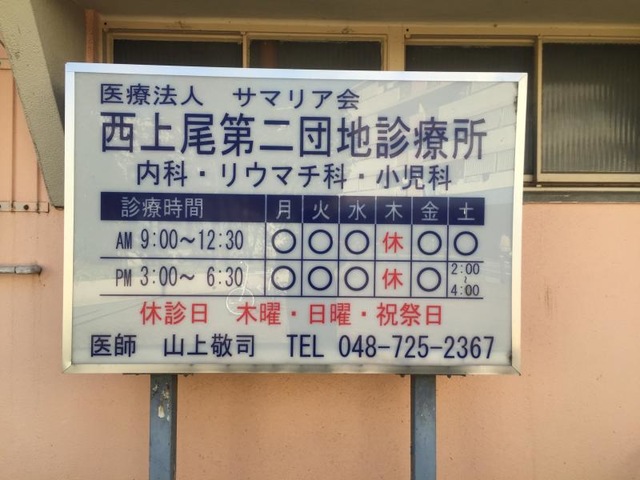 医療法人 サマリア会
西上尾第二団地診療所
内科・リウマチ科・小児科
診療時間 月 火 水 木 金 土
AM 9:00〜12:30 ○ ○ ○ 休 ○ ○
PM 3:00〜 6:30 ○ ○ ○ 休 ○ 2:00〜4:00
休診日 木曜・日曜・祝祭日
医師 山上敬司 TEL 048-725-2367